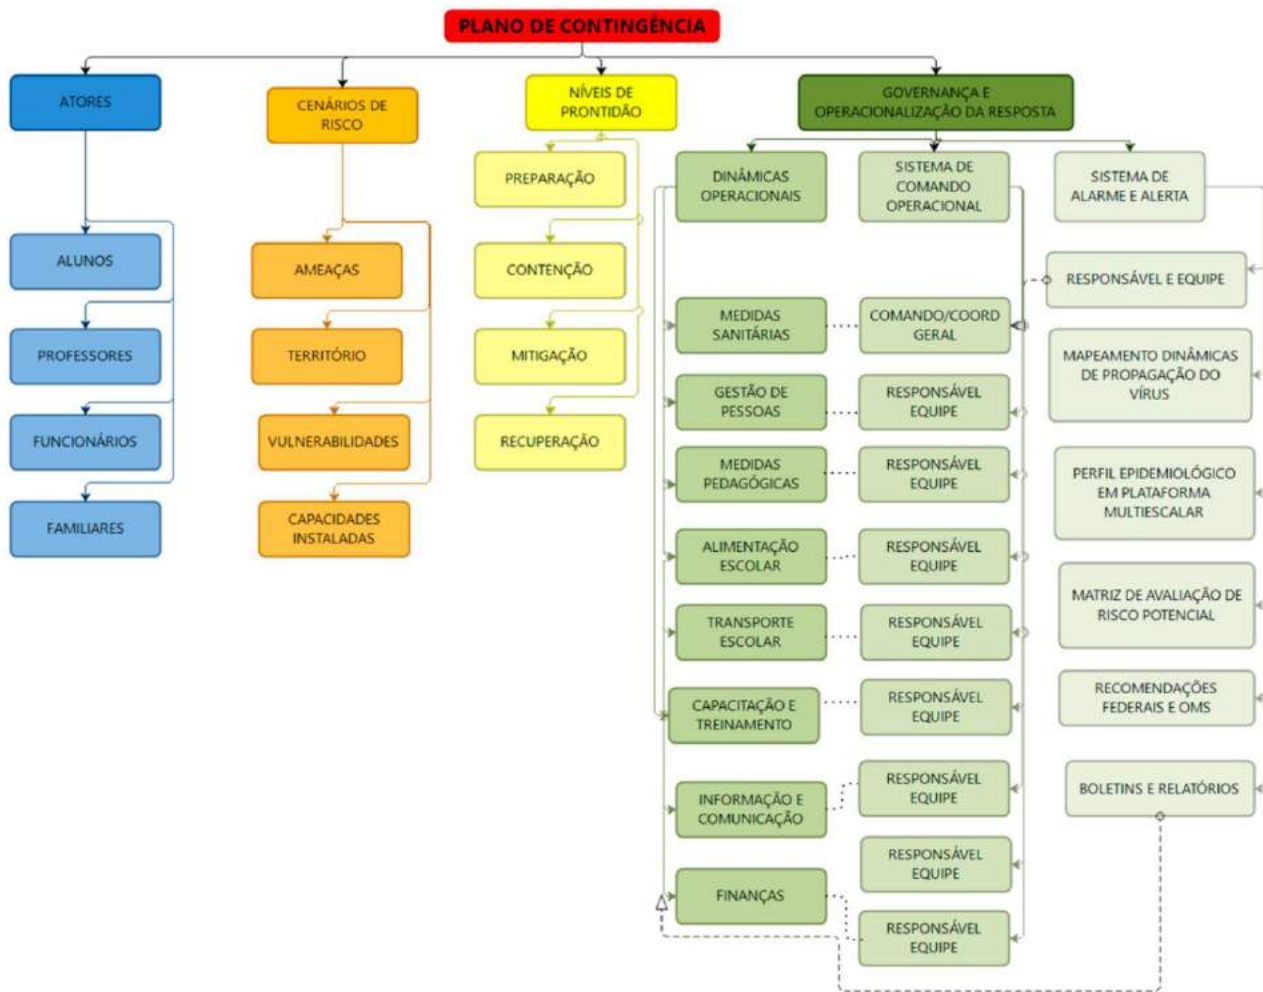 PLANO DE CONTINGÊNCIA
ATORES
ALUNOS
PROFESSORES
FUNCIONÁRIOS
FAMILIARES
CENÁRIOS DE
RISCO
AMEAÇAS
TERRITÓRIO
VULNERABILIDADES
CAPACIDADES
INSTALADAS
NÍVEIS DE
PRONTIDÃO
PREPARAÇÃO
CONTENÇÃO
MITIGAÇÃO
RECUPERAÇÃO
GOVERNANÇA E
OPERACIONALIZAÇÃO DA RESPOSTA
DINÂMICAS
OPERACIONAIS
MEDIDAS
SANITÁRIAS
GESTÃO DE
PESSOAS
MEDIDAS
PEDAGÓGICAS
ALIMENTAÇÃO
ESCOLAR
TRANSPORTE
ESCOLAR
CAPACITAÇÃO E
TREINAMENTO
INFORMAÇÃO E
COMUNICAÇÃO
FINANÇAS
SISTEMA DE
COMANDO
OPERACIONAL
COMANDO/COORD
GERAL
RESPONSÁVEL
EQUIPE
RESPONSÁVEL
EQUIPE
RESPONSÁVEL
EQUIPE
RESPONSÁVEL
EQUIPE
RESPONSÁVEL
EQUIPE
RESPONSÁVEL
EQUIPE
RESPONSÁVEL
EQUIPE
RESPONSÁVEL
EQUIPE
SISTEMA DE
ALARME E ALERTA
RESPONSÁVEL E EQUIPE
MAPEAMENTO DINÂMICAS
DE PROPAGAÇÃO DO
VÍRUS
PERFIL EPIDEMIOLÓGICO
EM PLATAFORMA
MULTIESCALAR
MATRIZ DE AVALIAÇÃO DE
RISCO POTENCIAL
RECOMENDAÇÕES
FEDERAIS E OMS
BOLETINS E RELATÓRIOS